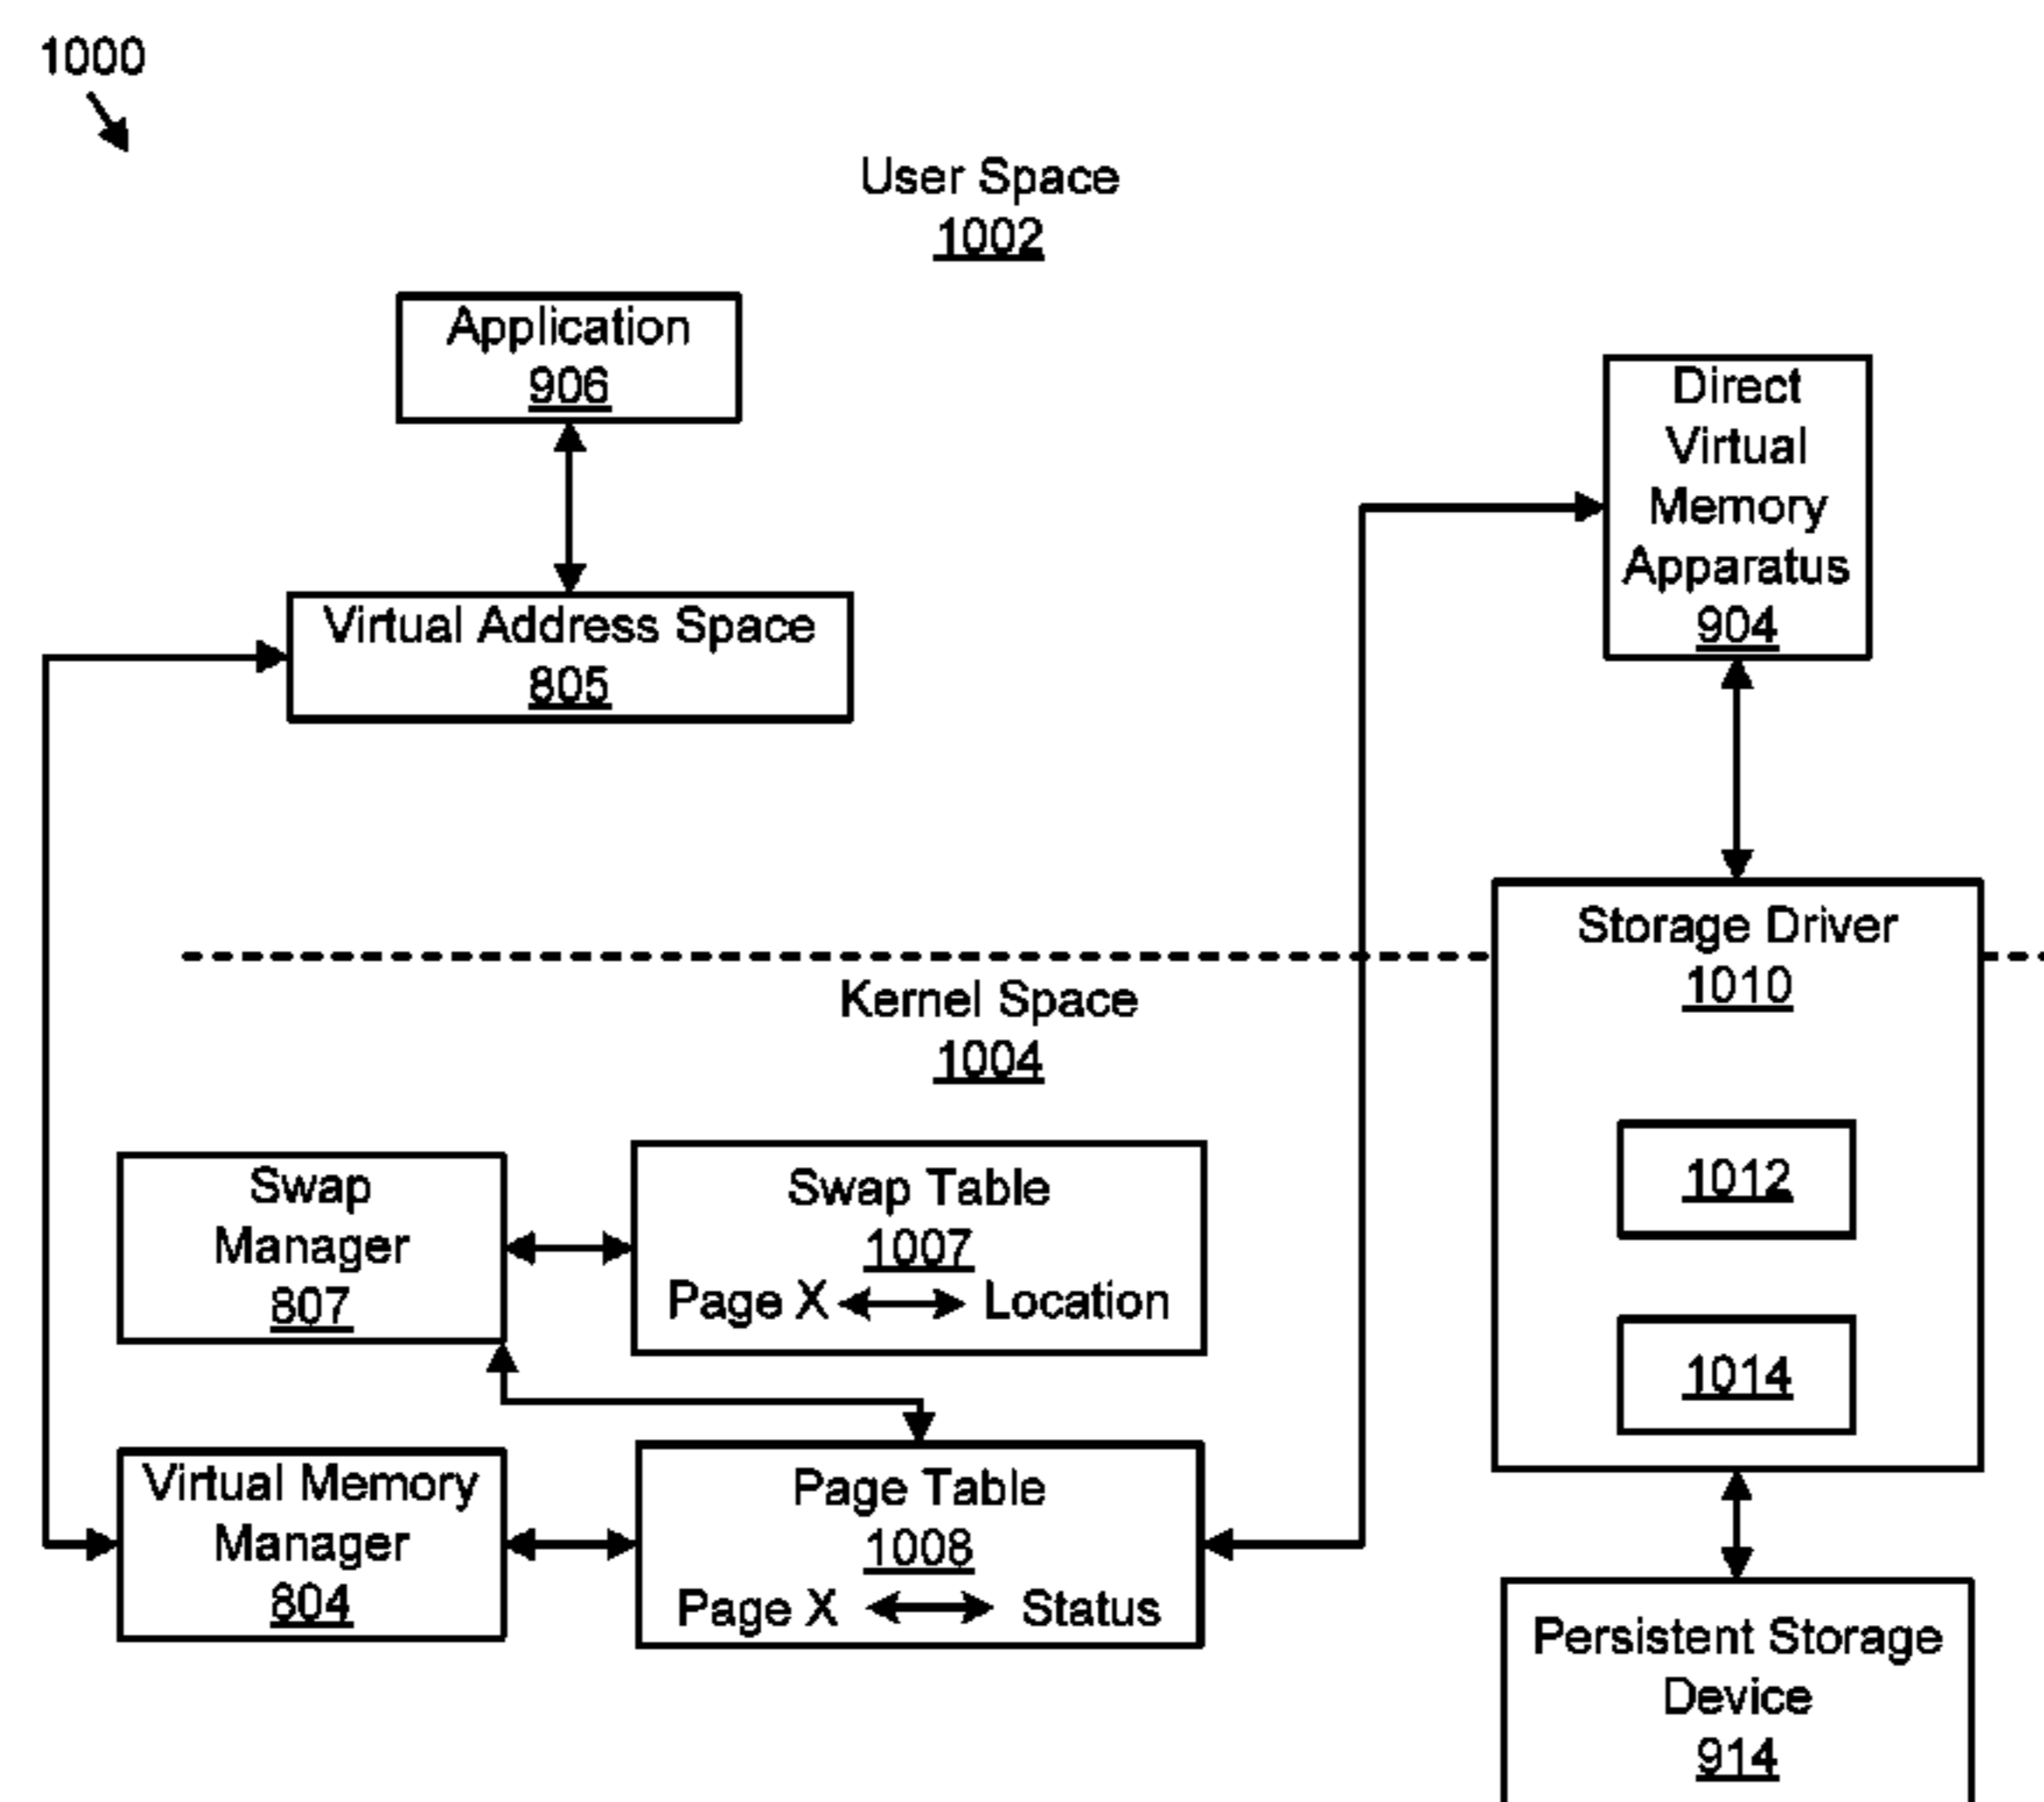 1000
User Space
1002
Application
906
Direct
Virtual
Memory
Apparatus
904
Virtual Address Space
805
Storage Driver
1010
Kernel Space
1004
1012
1014
Swap
Manager
807
Swap Table
1007
Page X Location
Virtual Memory
Manager
804
Page Table
1008
Page X Status
Persistent Storage
Device
914